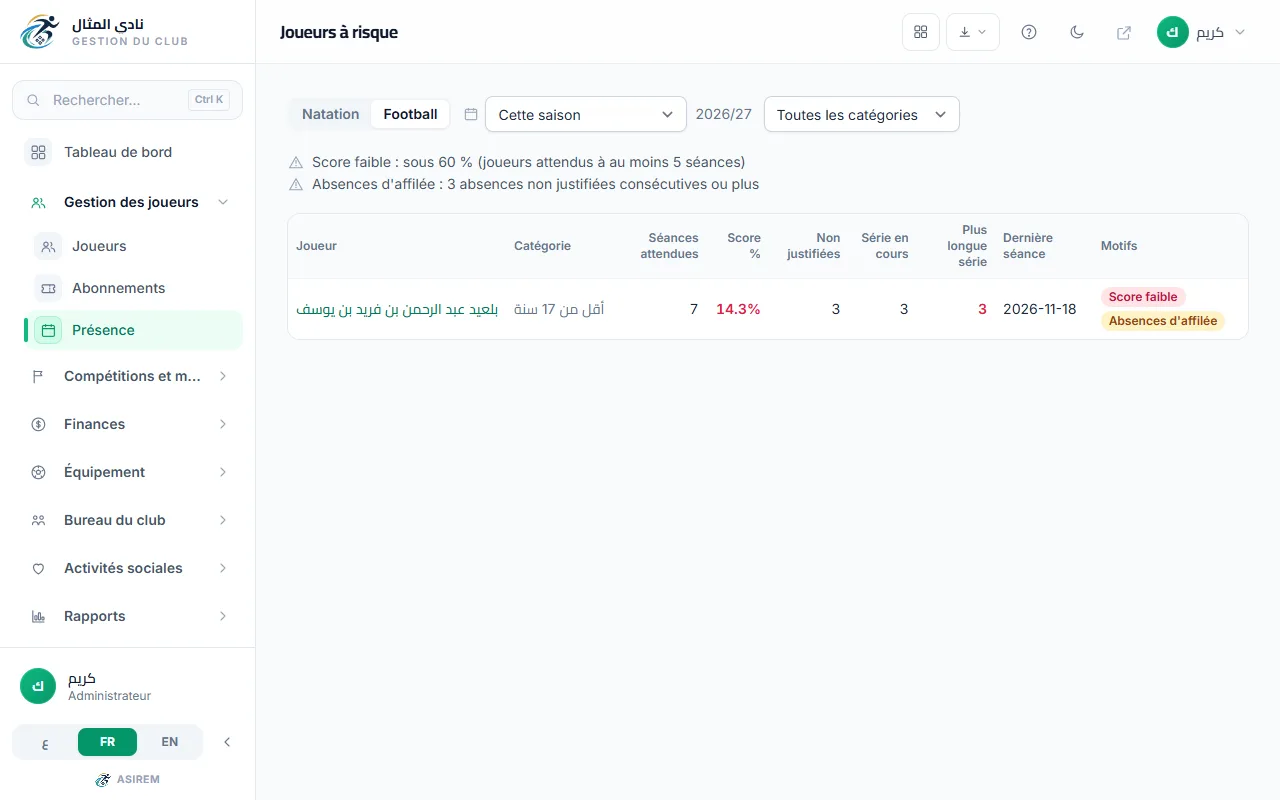 نادي المثال
GESTION DU CLUB
Rechercher...
Ctrl K
Tableau de bord
Gestion des joueurs
Joueurs
Abonnements
Présence
Compétitions et m...
Finances
Équipement
Bureau du club
Activités sociales
Rapports
ك
كريم
Administrateur
ع
FR
EN
ASIREM
Joueurs à risque
ك
كريم
Natation
Football
Cette saison
2026/27
Toutes les catégories
Score faible : sous 60 % (joueurs attendus à au moins 5 séances)
Absences d'affilée : 3 absences non justifiées consécutives ou plus
Joueur
Catégorie
Séances attendues
Score %
Non justifiées
Série en cours
Plus longue série
Dernière séance
Motifs
بلعيد عبد الرحمن بن فريد بن يوسف
أقل من 17 سنة
7
14.3%
3
3
3
2026-11-18
Score faible
Absences d'affilée